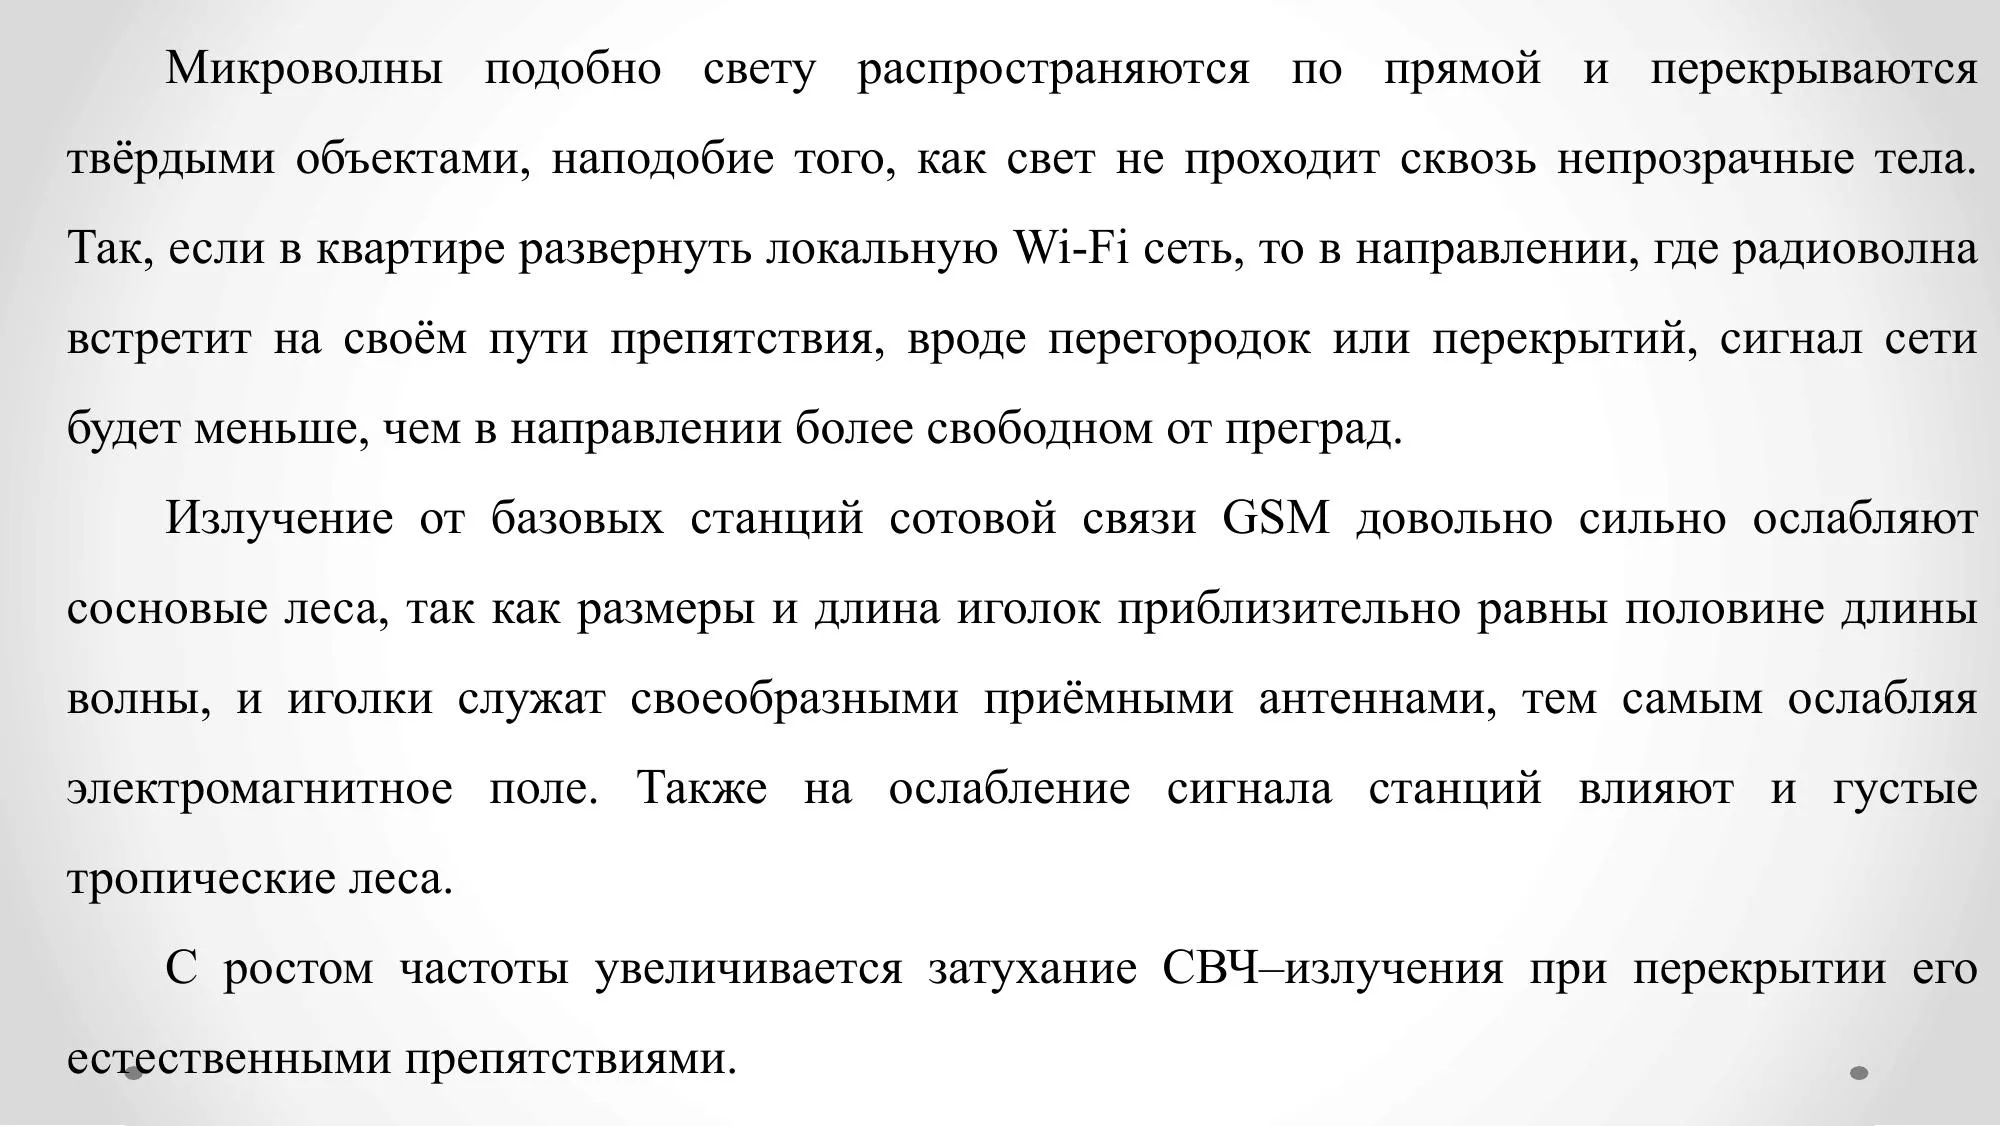 Микроволны подобно свету распространяются по прямой и перекрываются
твёрдыми объектами, наподобие того, как свет не проходит сквозь непрозрачные тела.
Так, если в квартире развернуть локальную Wi-Fi сеть, то в направлении, где радиоволна
встретит на своём пути препятствия, вроде перегородок или перекрытий, сигнал сети
будет меньше, чем в направлении более свободном от преград.
Излучение от базовых станций сотовой связи GSM довольно сильно ослабляют
сосновые леса, так как размеры и длина иголок приблизительно равны половине длины
волны, и иголки служат своеобразными приёмными антеннами, тем самым ослабляя
электромагнитное поле. Также на ослабление сигнала станций влияют и густые
тропические леса.
С ростом частоты увеличивается затухание СВЧ–излучения при перекрытии его
естественными препятствиями.